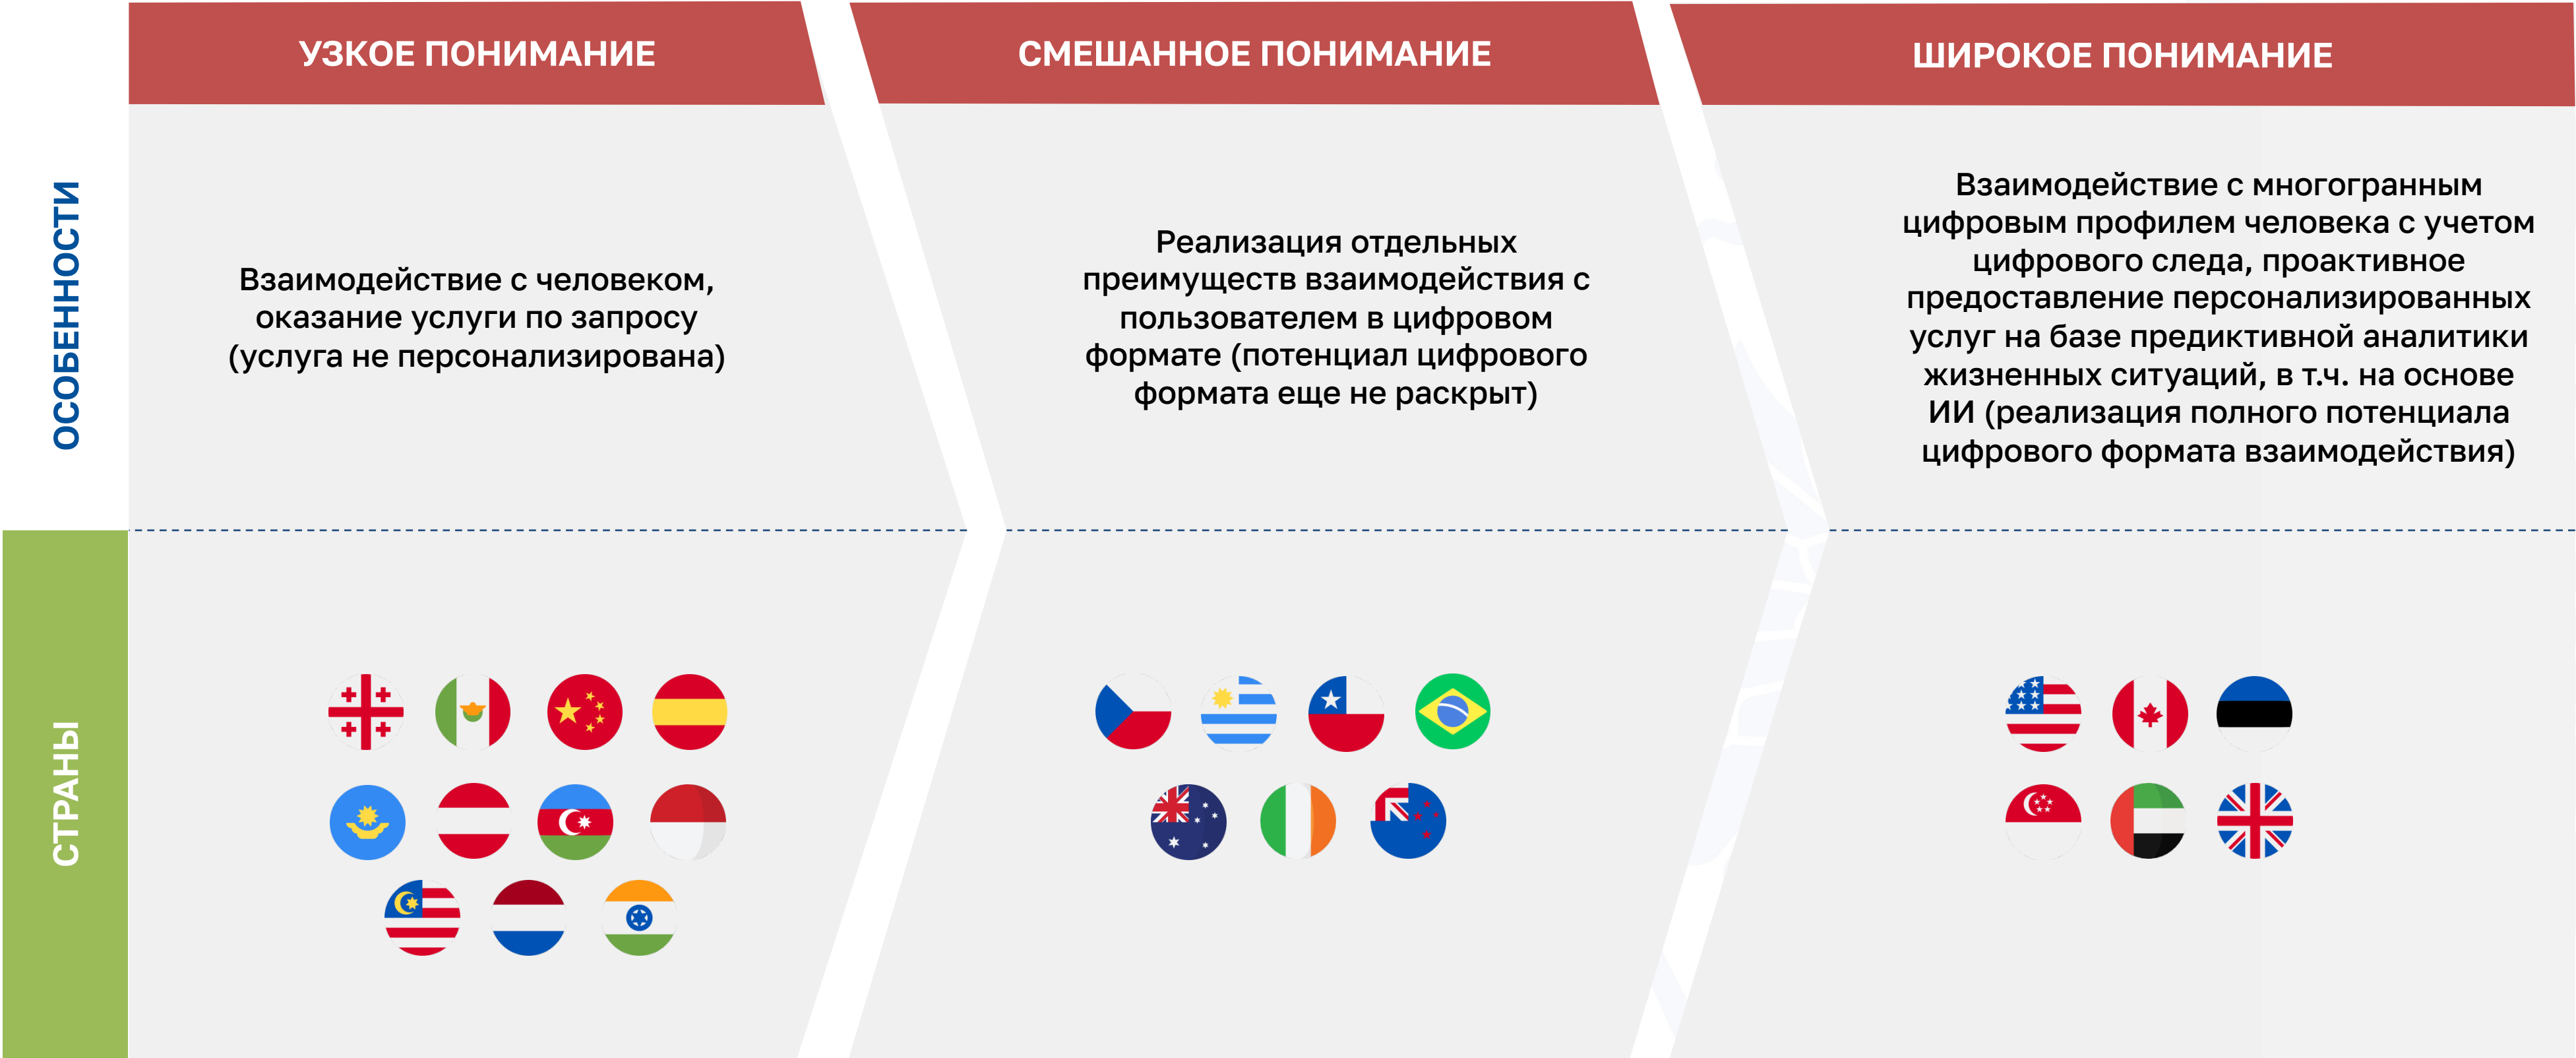 УЗКОЕ ПОНИМАНИЕ
СМЕШАННОЕ ПОНИМАНИЕ
ШИРОКОЕ ПОНИМАНИЕ
ОСОБЕННОСТИ
Взаимодействие с человеком,
оказание услуги по запросу
(услуга не персонализирована)
Реализация отдельных
преимуществ взаимодействия с
пользователем в цифровом
формате (потенциал цифрового
формата еще не раскрыт)
Взаимодействие с многогранным
цифровым профилем человека с учетом
цифрового следа, проактивное
предоставление персонализированных
услуг на базе предиктивной аналитики
жизненных ситуаций, в т.ч. на основе
ИИ (реализация полного потенциала
цифрового формата взаимодействия)
СТРАНЫ